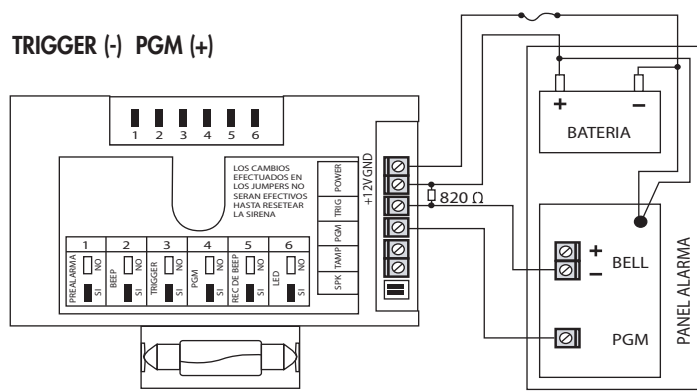 TRIGGER (-) PGM (+)
1 2 3 4 5 6
LOS CAMBIOS
EFECTUADOS EN
LOS JUMPERS NO
SERAN EFECTIVOS
HASTA RESETEAR
LA SIRENA
1 2 3 4 5 6
PREALARMA
SI NO
BEEP
SI NO
TRIGGER
SI NO
PGM
SI NO
REC DE BEEP
SI NO
LED
SI NO
SPK TAMP PGM TRIG POWER
+12V GND
820 Ω
+ −
BATERIA
+
−
BELL
PGM
PANEL ALARMA